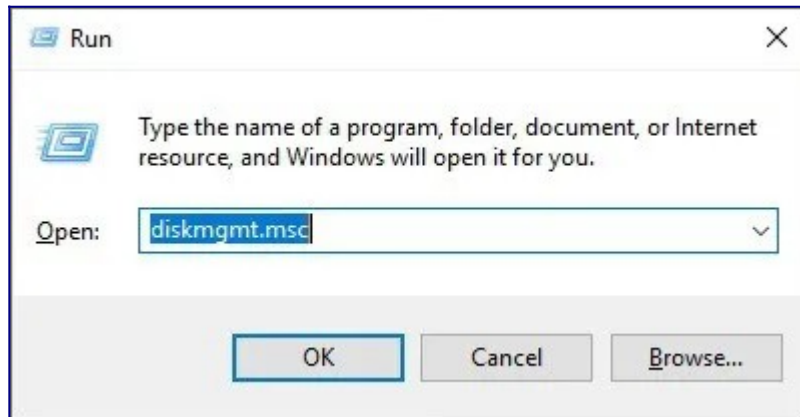 Run
Type the name of a program, folder, document, or Internet
resource, and Windows will open it for you.
Open: diskmgmt.msc
OK Cancel Browse...